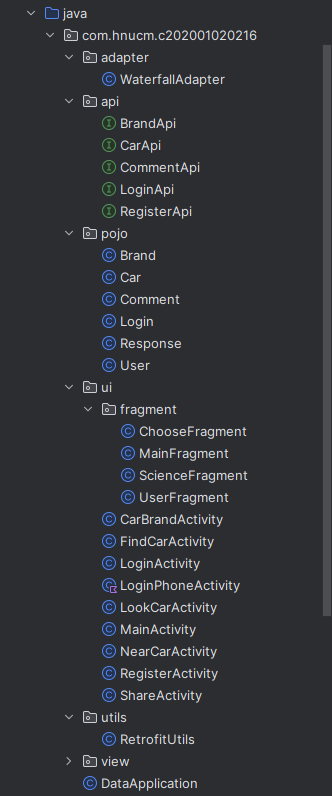 java
com.hnucm.c202001020216
adapter
WaterfallAdapter
api
BrandApi
CarApi
CommentApi
LoginApi
RegisterApi
pojo
Brand
Car
Comment
Login
Response
User
ui
fragment
ChooseFragment
MainFragment
ScienceFragment
UserFragment
CarBrandActivity
FindCarActivity
LoginActivity
LoginPhoneActivity
LookCarActivity
MainActivity
NearCarActivity
RegisterActivity
ShareActivity
utils
RetrofitUtils
view
DataApplication